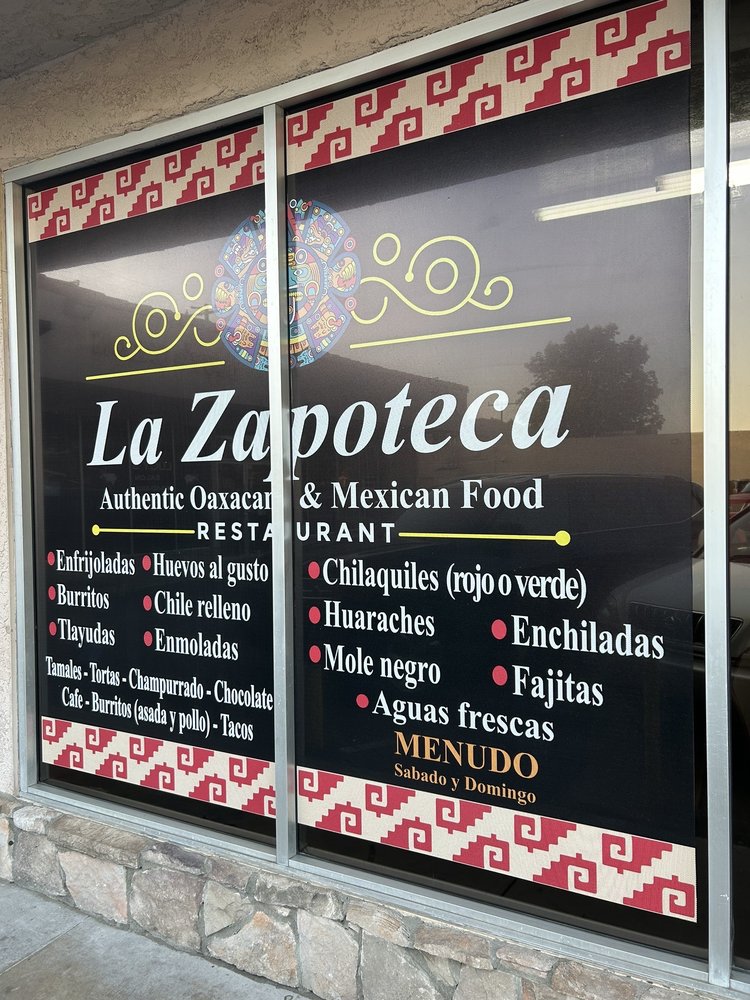 La Zapoteca
Authentic Oaxacan & Mexican Food
RESTAURANT
Enfrijoladas
Huevos al gusto
Burritos
Chile relleno
Tlayudas
Enmoladas
Tamales - Tortas - Champurrado - Chocolate
Cafe - Burritos (asada y pollo) - Tacos
Chilaquiles (rojo o verde)
Huaraches
Enchiladas
Mole negro
Fajitas
Aguas frescas
MENUDO
Sabado y Domingo